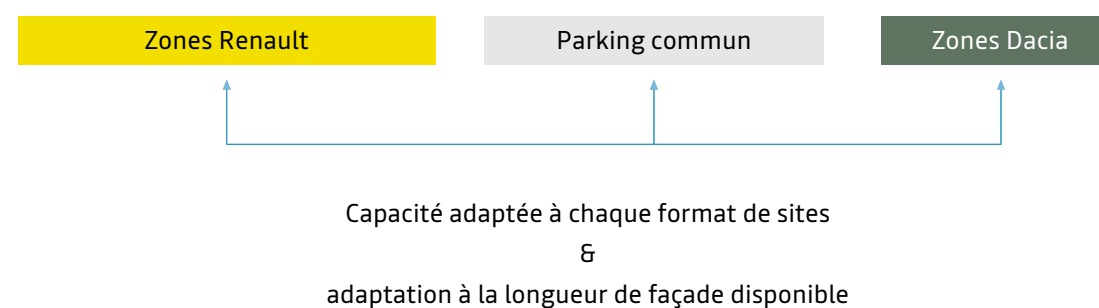 Zones Renault
Parking commun
Zones Dacia
Capacité adaptée à chaque format de sites
&
adaptation à la longueur de façade disponible